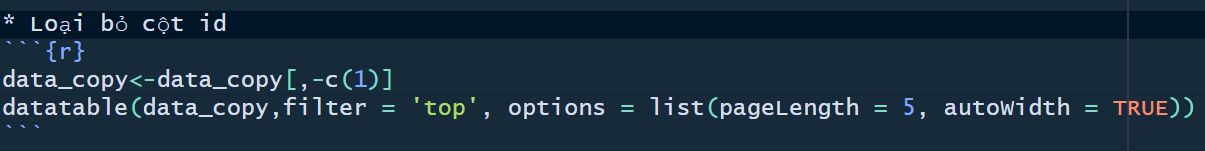 * Loại bỏ cột id
```{r}
data_copy<-data_copy[,-c(1)]
datatable(data_copy,filter = 'top', options = list(pageLength = 5, autoWidth = TRUE))
```